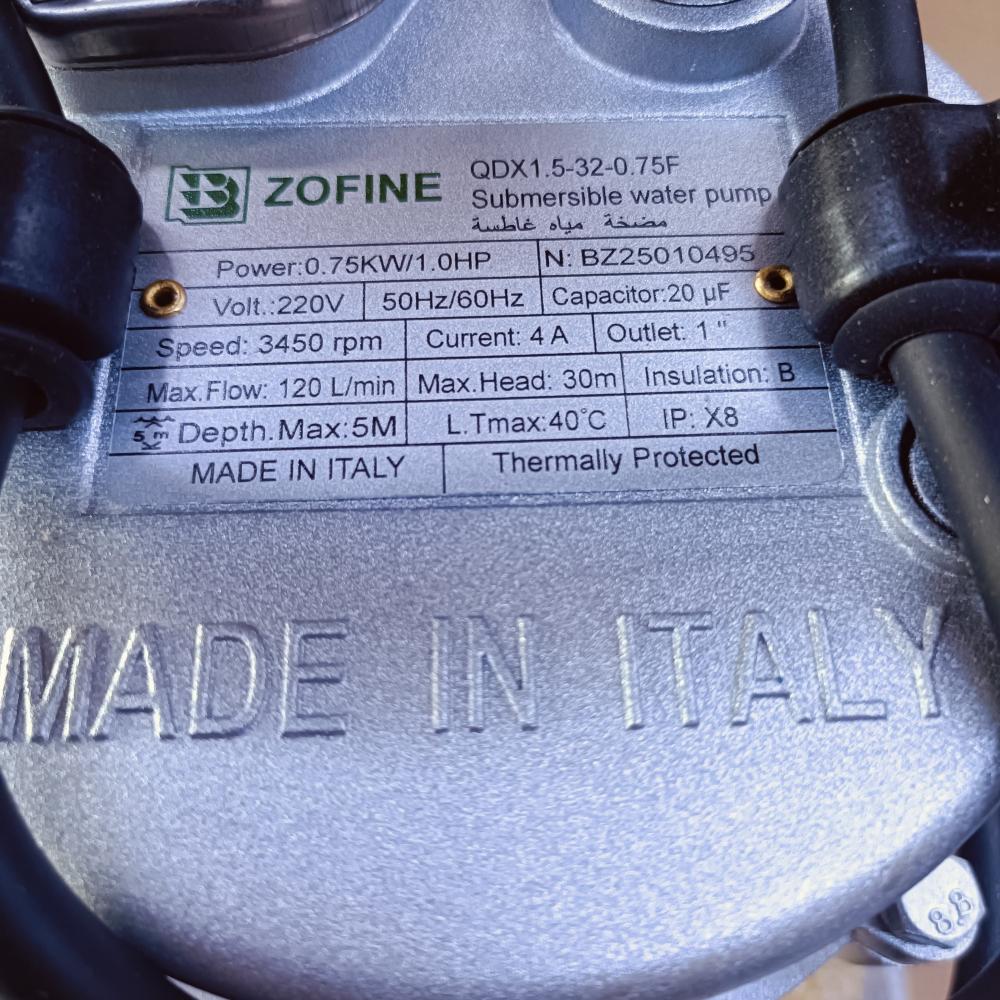 ZOFINE
QDX1.5-32-0.75F
Submersible water pump
مضخة مياه غاطسة
Power:0.75KW/1.0HP N: BZ25010495
Volt.:220V 50Hz/60Hz Capacitor:20 µF
Speed: 3450 rpm Current: 4 A Outlet: 1 "
Max.Flow: 120 L/min Max.Head: 30m Insulation: B
5 m Depth.Max:5M L.Tmax:40°C IP: X8
MADE IN ITALY Thermally Protected
MADE IN ITALY
8.8